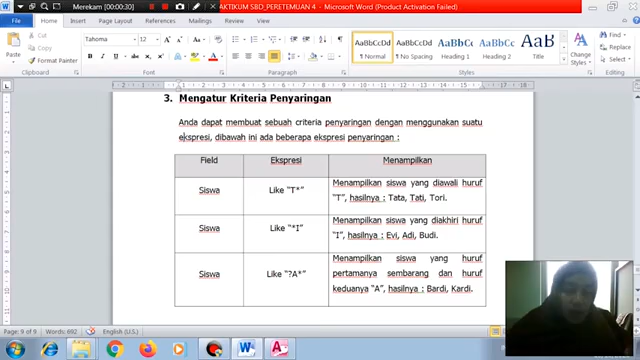 Merekam 00:00:30
AKTIKUM SBD_PERETEMUAN 4 - Microsoft Word (Product Activation Failed)
File Home Insert Page Layout References Mailings Review View
Tahoma 12
AaBbCcDd AaBbCcDd AaBbCc AaBbCc AaB
¶ Normal ¶ No Spacing Heading 1 Heading 2 Title
Change Styles
Find
Replace
Select
Paste
Clipboard Font Paragraph Styles Editing
3. Mengatur Kriteria Penyaringan
Anda dapat membuat sebuah criteria penyaringan dengan menggunakan suatu
ekspresi, dibawah ini ada beberapa ekspresi penyaringan :
Field Ekspresi Menampilkan
Siswa Like “T*” Menampilkan siswa yang diawali huruf
“T”, hasilnya : Tata, Tati, Tori.
Siswa Like “*I” Menampilkan siswa yang diakhiri huruf
“I”, hasilnya : Evi, Adi, Budi.
Siswa Like “?A*” Menampilkan siswa yang huruf
pertamanya sembarang dan huruf
keduanya “A”, hasilnya : Bardi, Kardi.
Page: 9 of 9 Words: 692 English (U.S.)